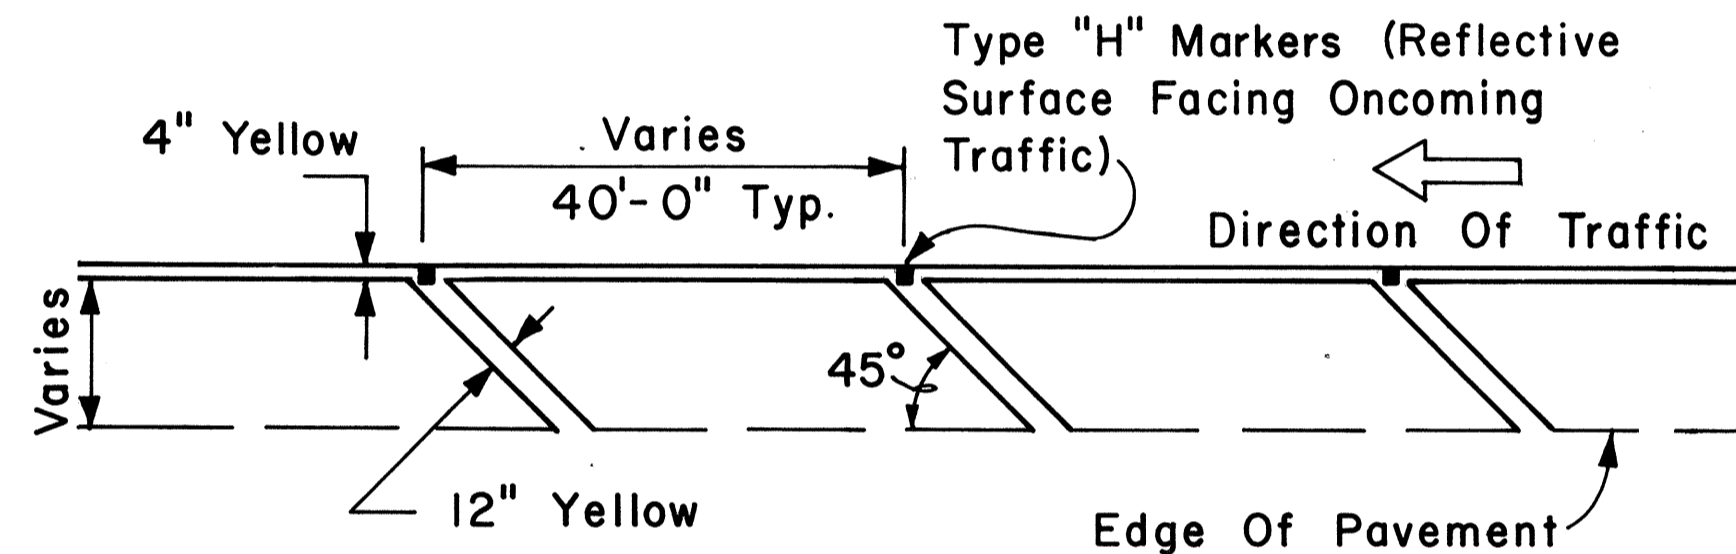 Type "H" Markers (Reflective
Surface Facing Oncoming
Traffic)
4" Yellow
Varies
40'-0" Typ.
Direction Of Traffic
Varies
45°
12" Yellow
Edge Of Pavement